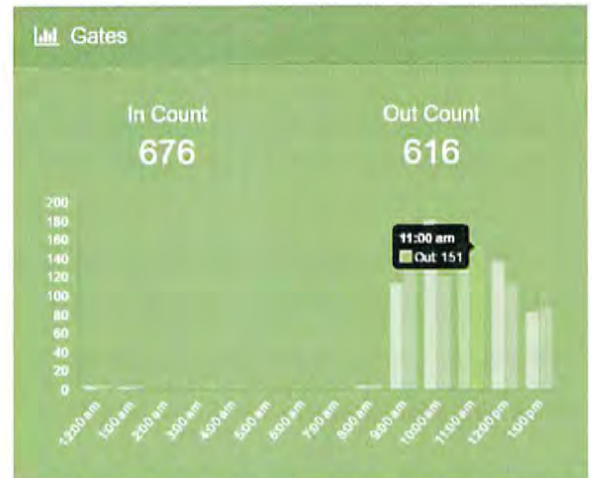 Gates
In Count
Out Count
676
616
200
180
160
140
120
100
80
60
40
20
0
11:00 am
Out: 151
12:00 am
1:00 am
2:00 am
3:00 am
4:00 am
5:00 am
6:00 am
7:00 am
8:00 am
9:00 am
10:00 am
11:00 am
12:00 pm
1:00 pm